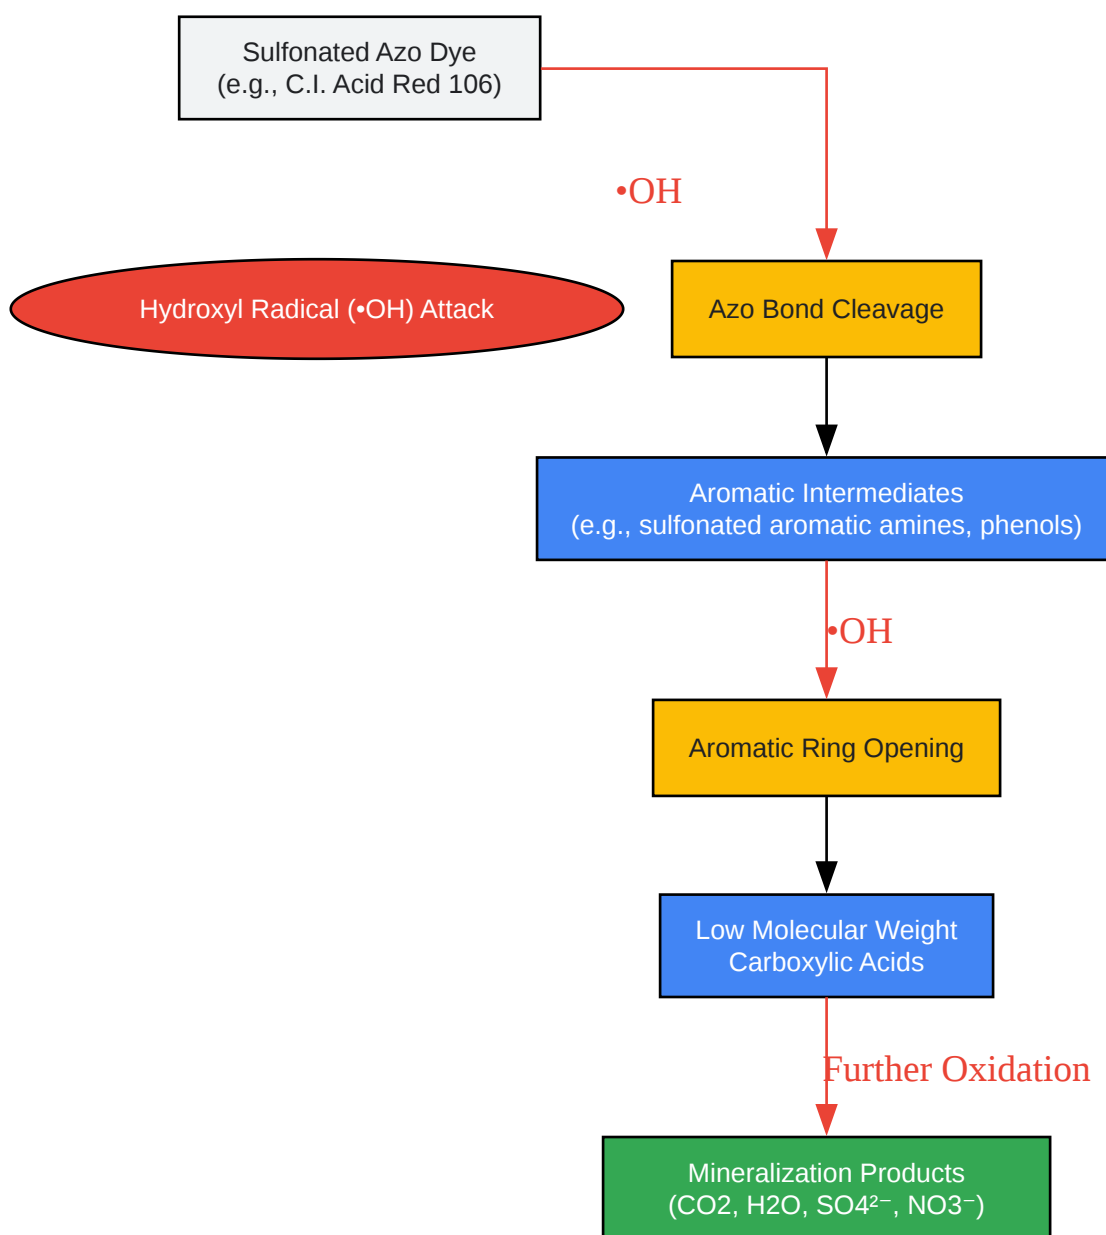 Sulfonated Azo Dye
(e.g., C.I. Acid Red 106)
•OH
Hydroxyl Radical (•OH) Attack
Azo Bond Cleavage
Aromatic Intermediates
(e.g., sulfonated aromatic amines, phenols)
•OH
Aromatic Ring Opening
Low Molecular Weight
Carboxylic Acids
Further Oxidation
Mineralization Products
(CO2, H2O, SO4²⁻, NO3⁻)